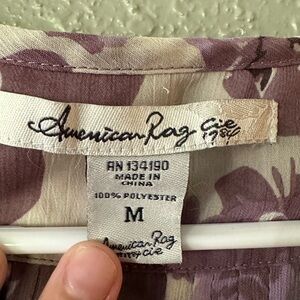 American Rag Cie
1984
RN 134190
MADE IN
CHINA
100% POLYESTER
M
American Rag
Cie